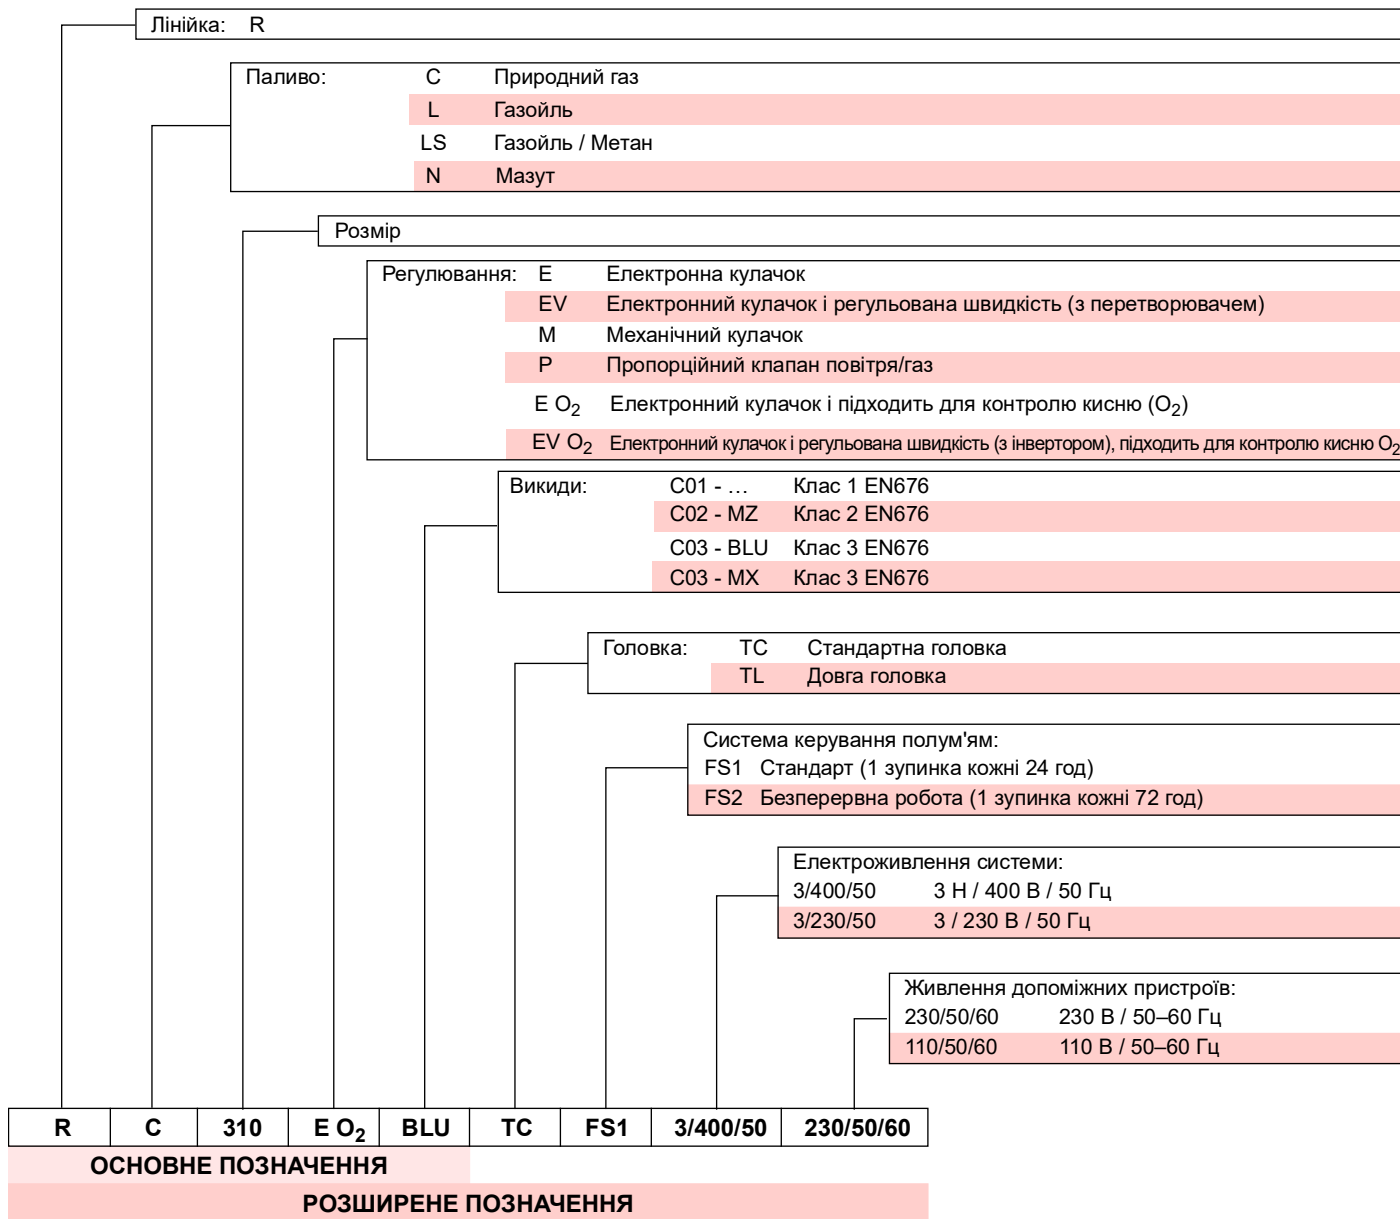 Лінійка: R
Паливо: C Природний газ
L Газойль
LS Газойль / Метан
N Мазут
Розмір
Регулювання: E Електронна кулачок
EV Електронний кулачок і регульована швидкість (з перетворювачем)
M Механічний кулачок
P Пропорційний клапан повітря/газ
E O₂ Електронний кулачок і підходить для контролю кисню (O₂)
EV O₂ Електронний кулачок і регульована швидкість (з інвертором), підходить для контролю кисню O₂
Викиди: C01 - … Клас 1 EN676
C02 - MZ Клас 2 EN676
C03 - BLU Клас 3 EN676
C03 - MX Клас 3 EN676
Головка: TC Стандартна головка
TL Довга головка
Система керування полум'ям:
FS1 Стандарт (1 зупинка кожні 24 год)
FS2 Безперервна робота (1 зупинка кожні 72 год)
Електроживлення системи:
3/400/50 3 Н / 400 В / 50 Гц
3/230/50 3 / 230 В / 50 Гц
Живлення допоміжних пристроїв:
230/50/60 230 В / 50–60 Гц
110/50/60 110 В / 50–60 Гц
R C 310 E O₂ BLU TC FS1 3/400/50 230/50/60
ОСНОВНЕ ПОЗНАЧЕННЯ
РОЗШИРЕНЕ ПОЗНАЧЕННЯ